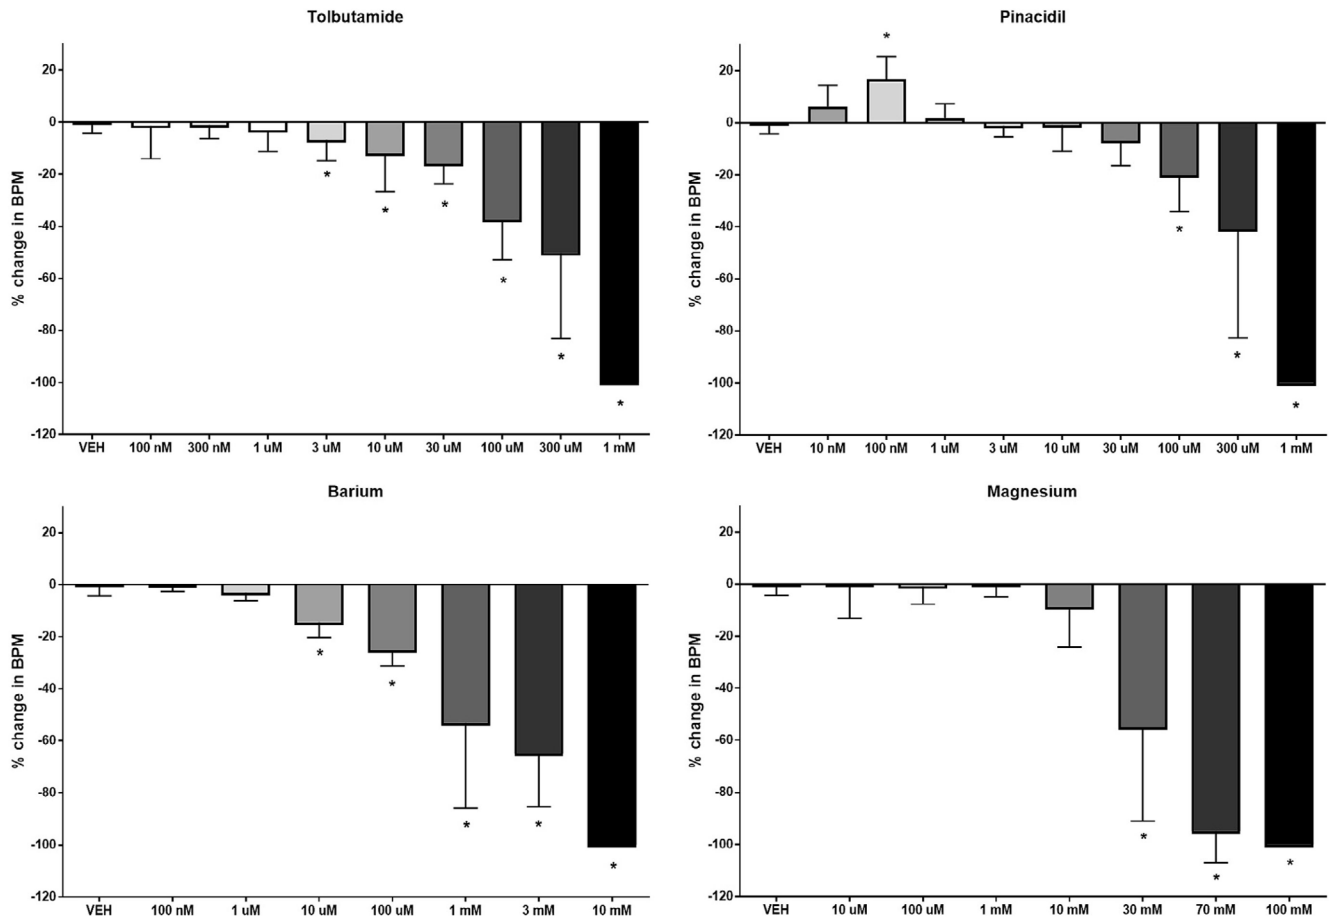 Tolbutamide
% change in BPM
20
0
-20
-40
-60
-80
-100
-120
* * * * * *
VEH 100 nM 300 nM 1 uM 3 uM 10 uM 30 uM 100 uM 300 uM 1 mM
Pinacidil
% change in BPM
20
0
-20
-40
-60
-80
-100
-120
* * * *
VEH 10 nM 100 nM 1 uM 3 uM 10 uM 30 uM 100 uM 300 uM 1 mM
Barium
% change in BPM
20
0
-20
-40
-60
-80
-100
-120
* * * * *
VEH 100 nM 1 uM 10 uM 100 uM 1 mM 3 mM 10 mM
Magnesium
% change in BPM
20
0
-20
-40
-60
-80
-100
-120
* * *
VEH 10 uM 100 uM 1 mM 10 mM 30 mM 70 mM 100 mM